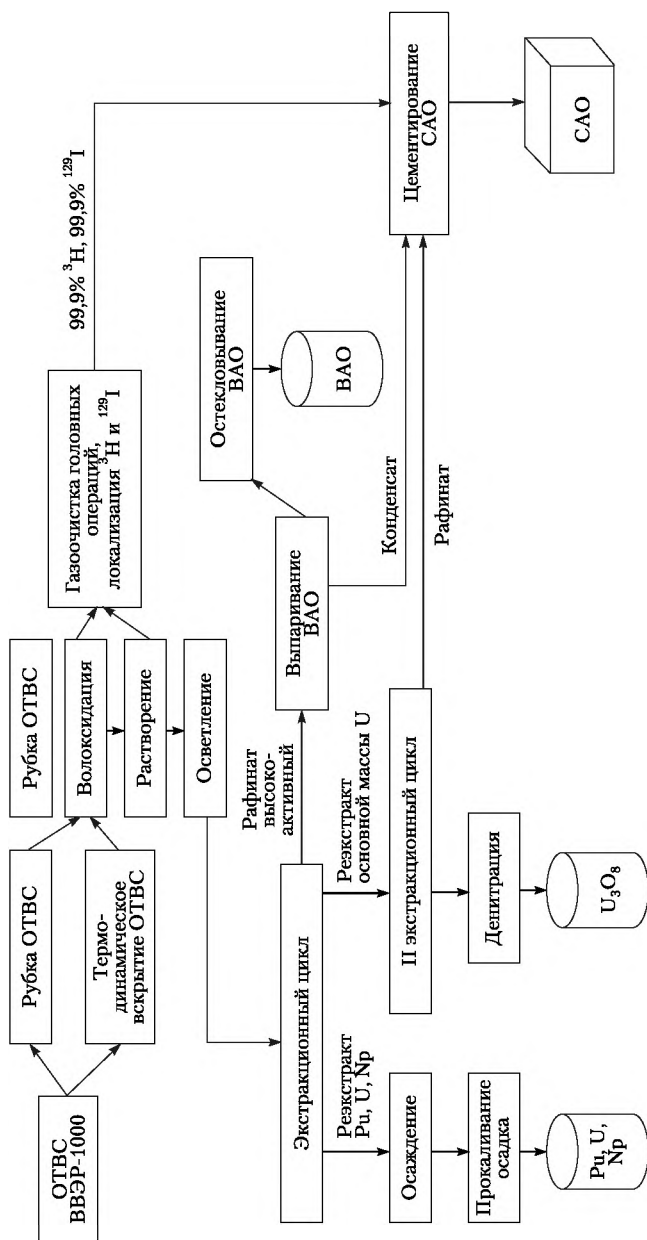 ОТВС
ВВЭР-1000
Рубка ОТВС
Термо-
динамическое
вскрытие ОТВС
Рубка ОТВС
Волоксидация
Растворение
Осветление
Газоочистка головных
операций,
локализация ³H и ¹²⁹I
99,9% ³H, 99,9% ¹²⁹I
Экстракционный цикл
Рафинат
высоко-
активный
Выпаривание
ВАО
Остекловывание
ВАО
ВАО
Конденсат
Рафинат
Цементирование
САО
САО
Реэкстракт
Pu, U, Np
Реэкстракт
основной массы U
Осаждение
Прокаливание
осадка
Pu, U,
Np
II экстракционный цикл
Денитрация
U₃O₈